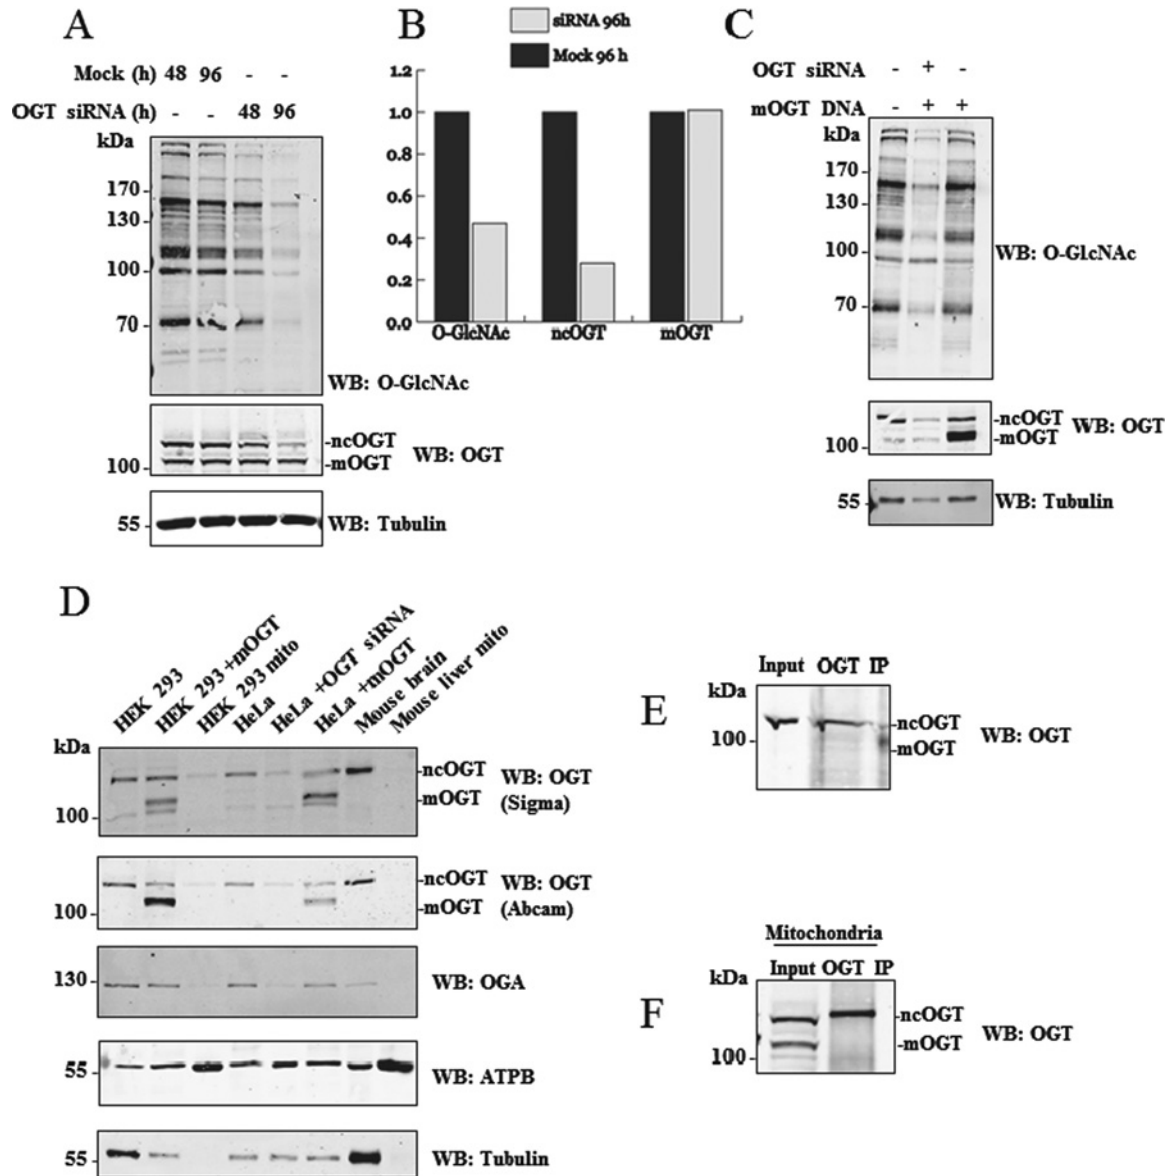 A
Mock (h) 48 96 - -
OGT siRNA (h) - - 48 96
kDa
170
130
100
70
WB: O-GlcNAc
-ncOGT
-mOGT
WB: OGT
100
55
WB: Tubulin
B
siRNA 96h
Mock 96 h
1.2
1.0
0.8
0.6
0.4
0.2
0.0
O-GlcNAc ncOGT mOGT
C
OGT siRNA - + -
mOGT DNA - + +
kDa
170
130
100
70
WB: O-GlcNAc
-ncOGT
-mOGT
WB: OGT
100
55
WB: Tubulin
D
HEK 293
HEK 293 +mOGT
HEK 293 mito
HeLa
HeLa +OGT siRNA
HeLa +mOGT
Mouse brain
Mouse liver mito
kDa
-ncOGT
-mOGT
WB: OGT
(Sigma)
100
-ncOGT
-mOGT
WB: OGT
(Abcam)
100
130
WB: OGA
55
WB: ATPB
55
WB: Tubulin
E
Input OGT IP
kDa
100
-ncOGT
-mOGT
WB: OGT
F
Mitochondria
Input OGT IP
kDa
100
-ncOGT
-mOGT
WB: OGT